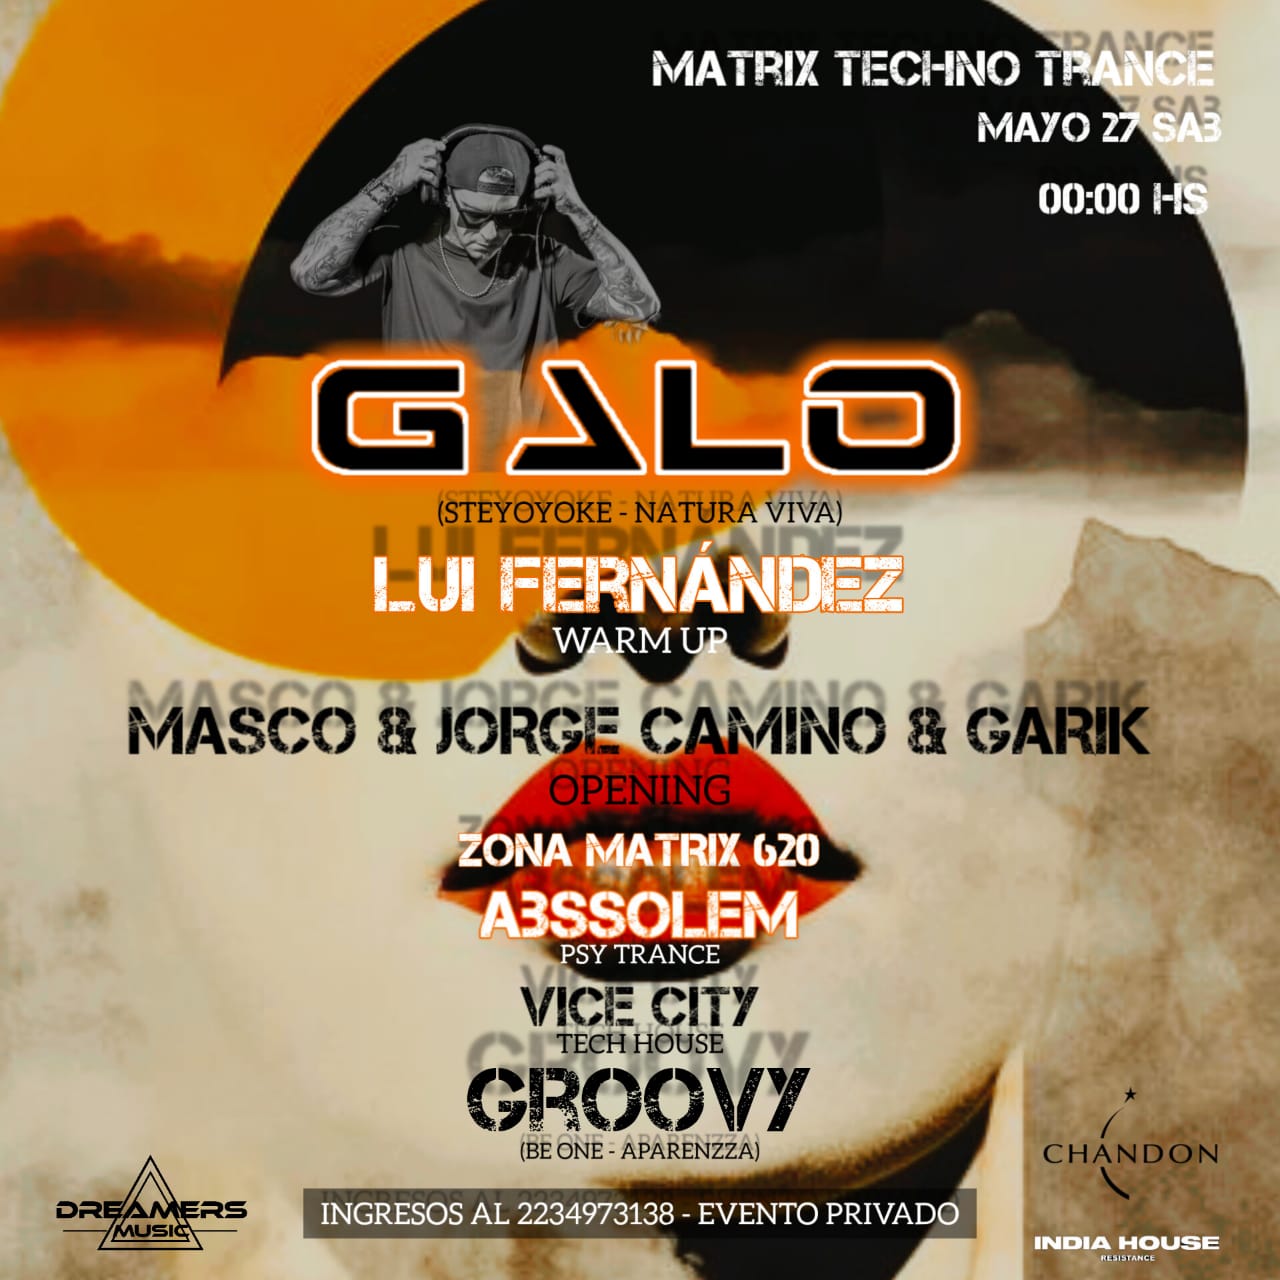 MATRIX TECHNO TRANCE
MAYO 27 SAB
00:00 HS
GALO
(STEYOYOKE - NATURA VIVA)
LUI FERNÁNDEZ
WARM UP
MASCO & JORGE CAMINO & GARIK
OPENING
ZONA MATRIX 620
ABSSOLEM
PSY TRANCE
VICE CITY
TECH HOUSE
GROOVY
(BE ONE - APARENZZA)
CHANDON
DREAMERS
MUSIC
INGRESOS AL 2234973138 - EVENTO PRIVADO
INDIA HOUSE
RESISTANCE